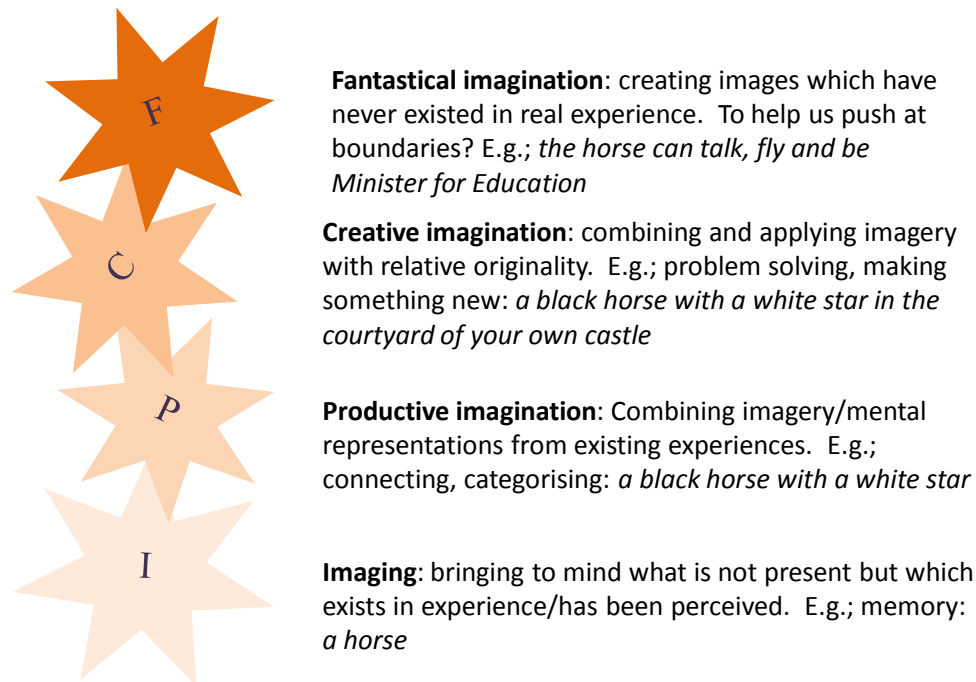 F
Fantastical imagination: creating images which have
never existed in real experience.  To help us push at
boundaries? E.g.; the horse can talk, fly and be
Minister for Education
C
Creative imagination: combining and applying imagery
with relative originality.  E.g.; problem solving, making
something new: a black horse with a white star in the
courtyard of your own castle
P
Productive imagination: Combining imagery/mental
representations from existing experiences.  E.g.;
connecting, categorising: a black horse with a white star
I
Imaging: bringing to mind what is not present but which
exists in experience/has been perceived.  E.g.; memory:
a horse